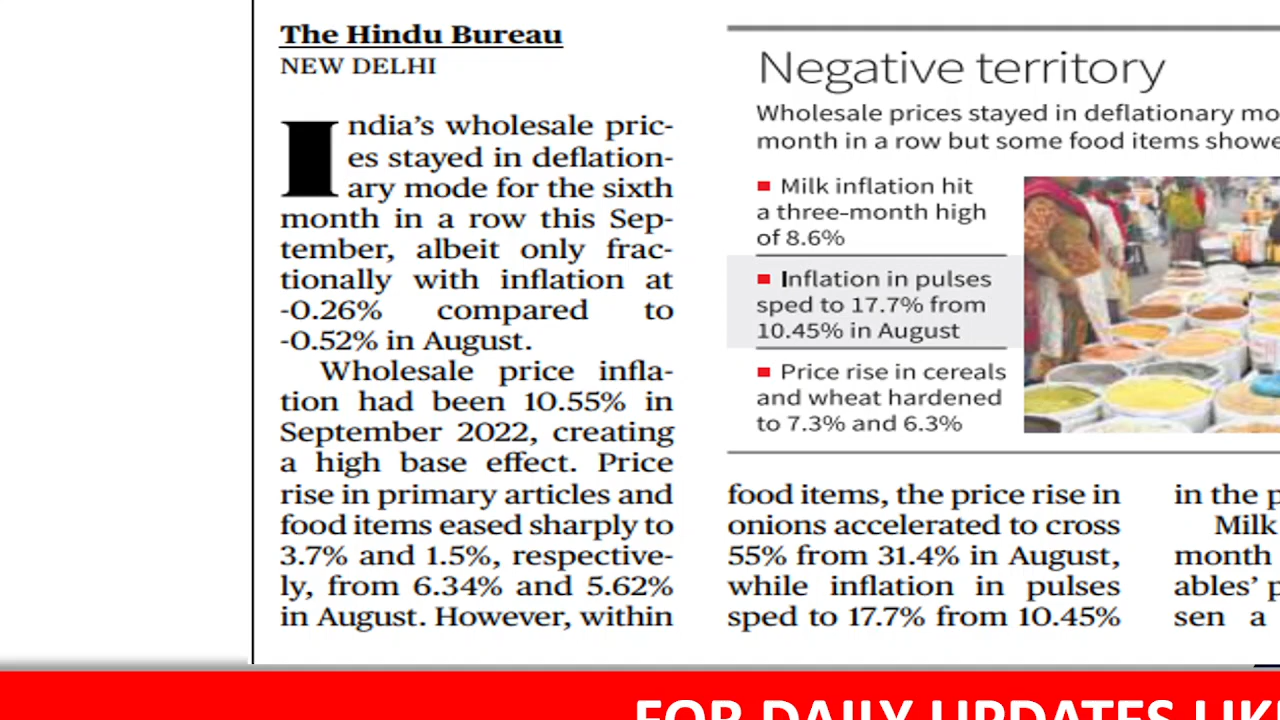 The Hindu Bureau
NEW DELHI
India's wholesale pric-
es stayed in deflation-
ary mode for the sixth
month in a row this Sep-
tember, albeit only frac-
tionally with inflation at
-0.26% compared to
-0.52% in August.
Wholesale price infla-
tion had been 10.55% in
September 2022, creating
a high base effect. Price
rise in primary articles and
food items eased sharply to
3.7% and 1.5%, respective-
ly, from 6.34% and 5.62%
in August. However, within
Negative territory
Wholesale prices stayed in deflationary mo
month in a row but some food items showe
Milk inflation hit
a three-month high
of 8.6%
Inflation in pulses
sped to 17.7% from
10.45% in August
Price rise in cereals
and wheat hardened
to 7.3% and 6.3%
food items, the price rise in
onions accelerated to cross
55% from 31.4% in August,
while inflation in pulses
sped to 17.7% from 10.45%
in the p
Milk
month
ables' p
sen a
FOR DAILY UPDATES LIK